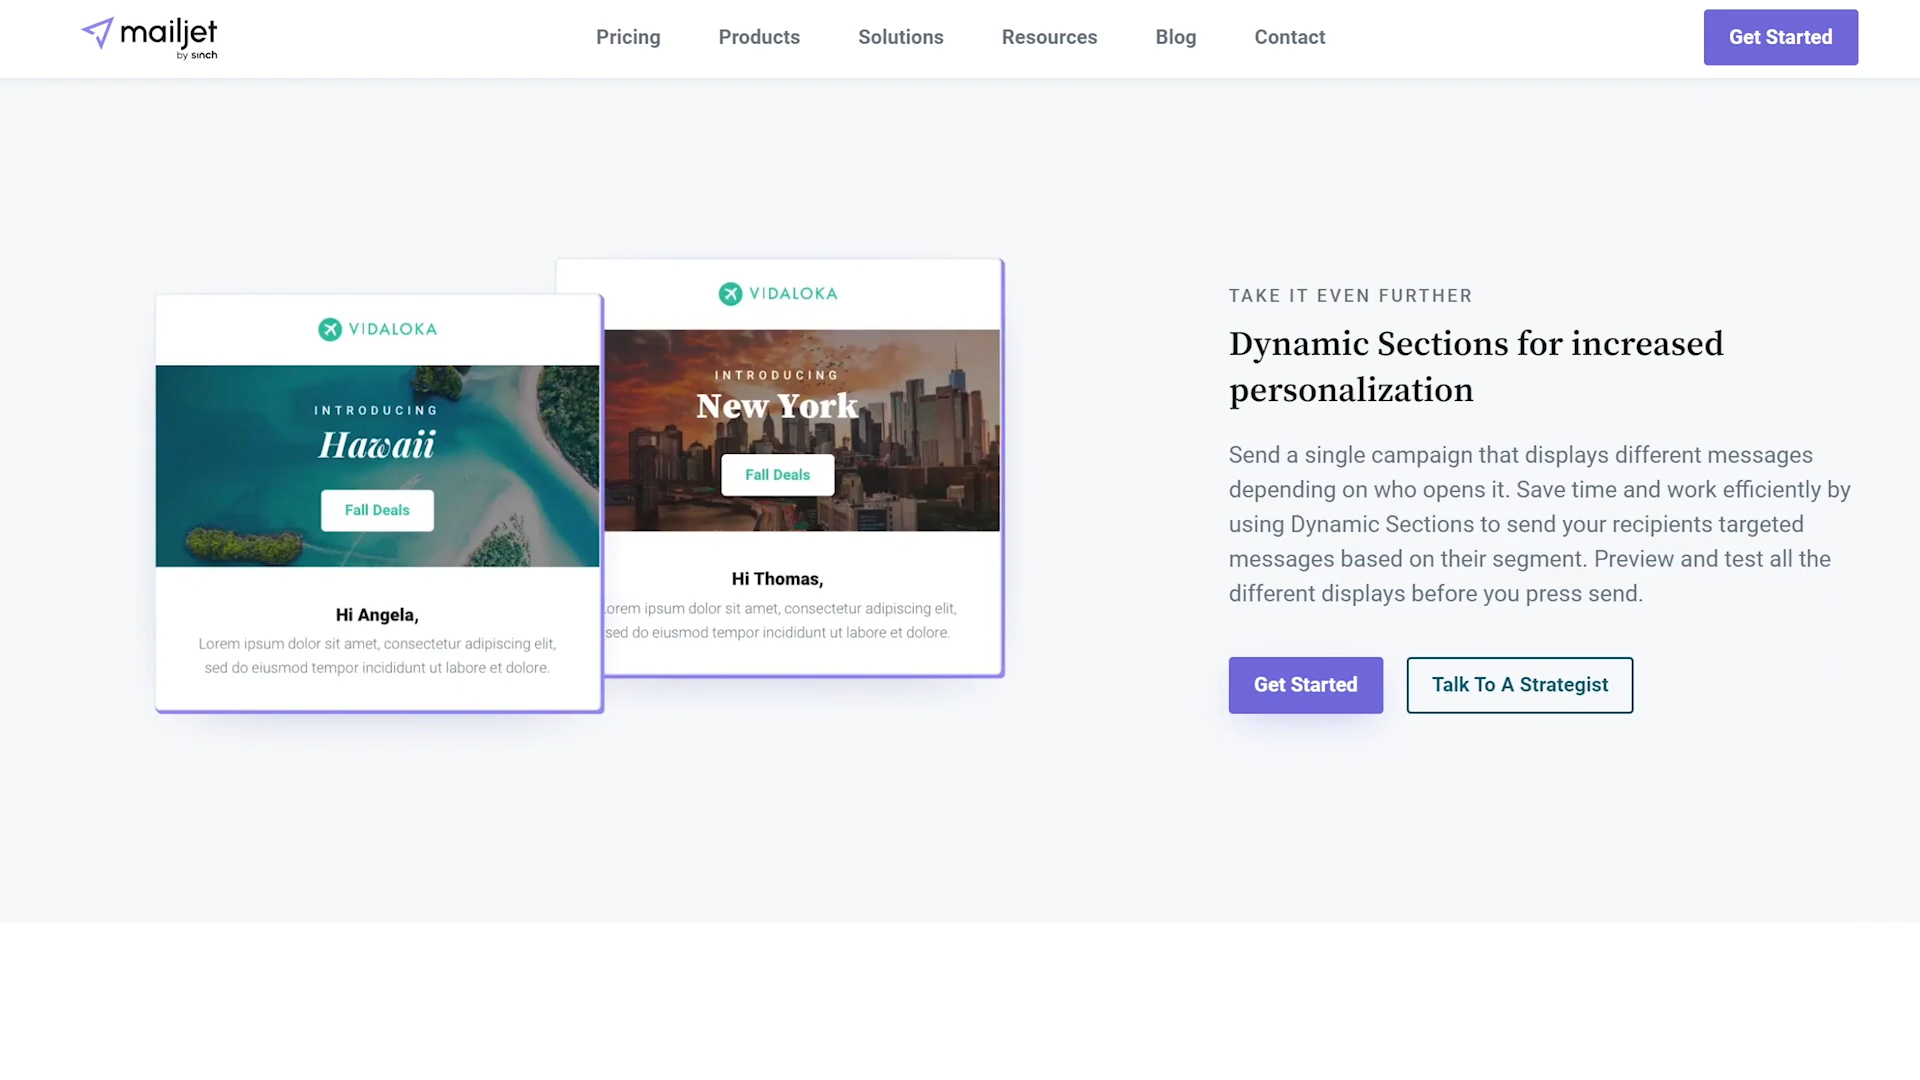 mailjet
by sinch
Pricing
Products
Solutions
Resources
Blog
Contact
Get Started
VIDALOKA
INTRODUCING
Hawaii
Fall Deals
Hi Angela,
Lorem ipsum dolor sit amet, consectetur adipiscing elit,
sed do eiusmod tempor incididunt ut labore et dolore.
VIDALOKA
INTRODUCING
New York
Fall Deals
Hi Thomas,
orem ipsum dolor sit amet, consectetur adipiscing elit,
sed do eiusmod tempor incididunt ut labore et dolore.
TAKE IT EVEN FURTHER
Dynamic Sections for increased
personalization
Send a single campaign that displays different messages
depending on who opens it. Save time and work efficiently by
using Dynamic Sections to send your recipients targeted
messages based on their segment. Preview and test all the
different displays before you press send.
Get Started
Talk To A Strategist